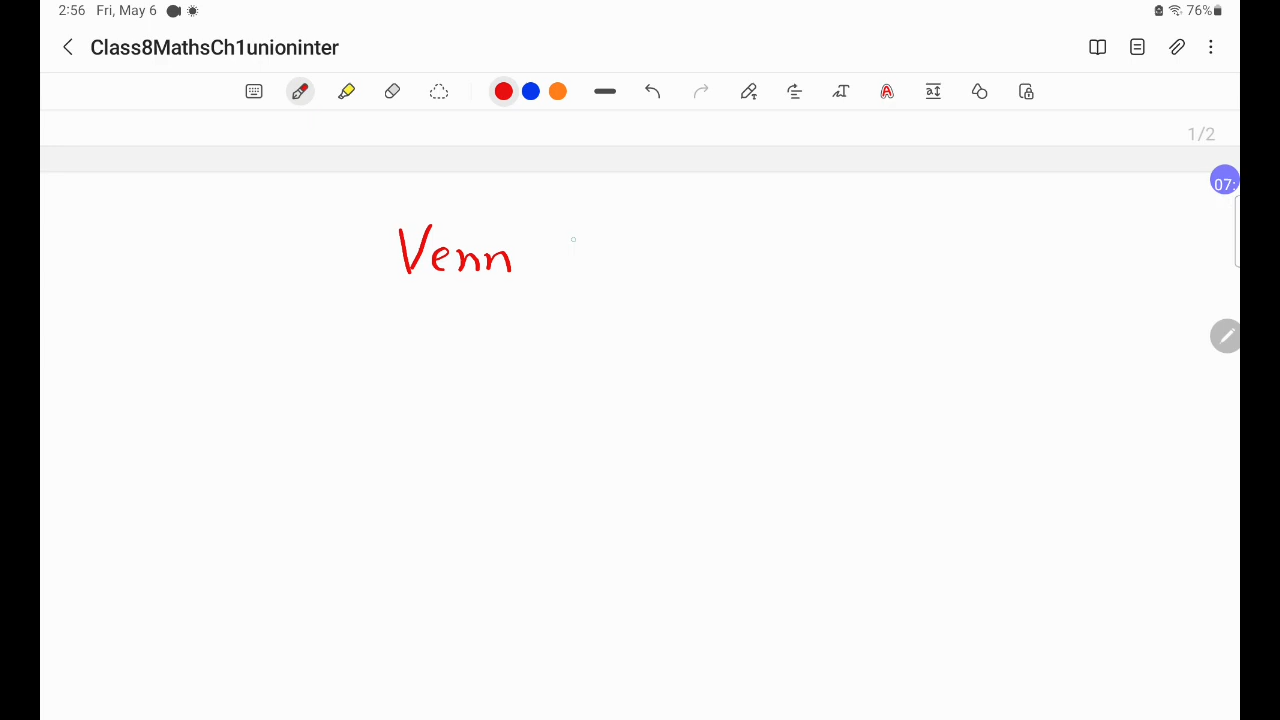 2:56 Fri, May 6 76%
Class8MathsCh1unioninter
1/2
07:
Venn